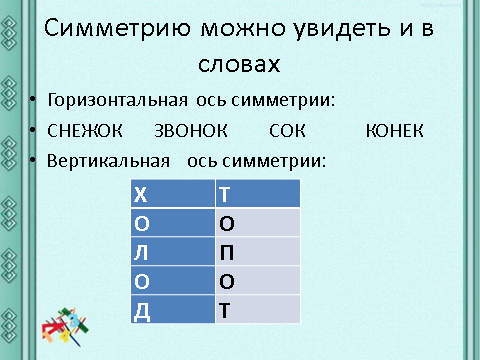 Симметрию можно увидеть и в
словах
• Горизонтальная ось симметрии:
• СНЕЖОК ЗВОНОК СОК КОНЕК
• Вертикальная ось симметрии:
Х Т
О О
Л П
О О
Д Т